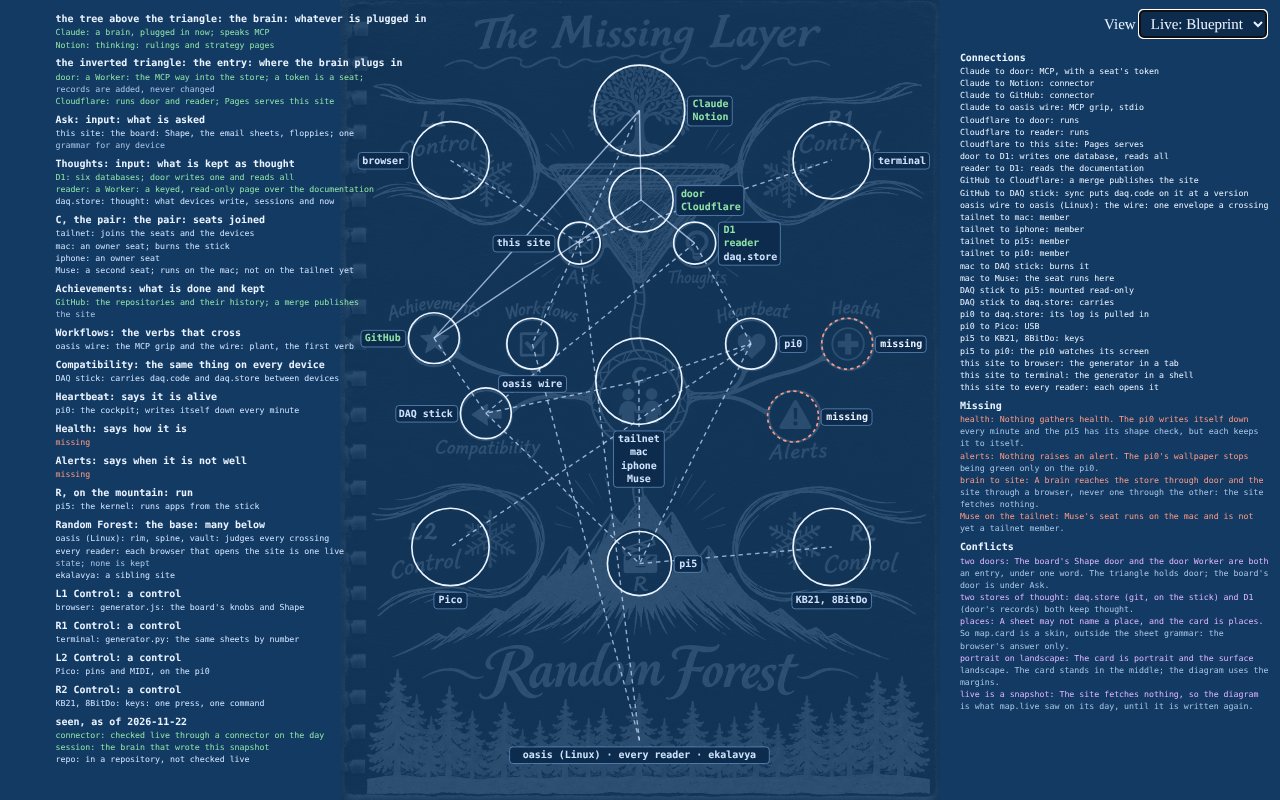 the tree above the triangle: the brain: whatever is plugged in
Claude: a brain, plugged in now; speaks MCP
Notion: thinking: rulings and strategy pages
the inverted triangle: the entry: where the brain plugs in
door: a Worker: the MCP way into the store; a token is a seat;
records are added, never changed
Cloudflare: runs door and reader; Pages serves this site
Ask: input: what is asked
this site: the board: Shape, the email sheets, floppies; one
grammar for any device
Thoughts: input: what is kept as thought
D1: six databases; door writes one and reads all
reader: a Worker: a keyed, read-only page over the documentation
daq.store: thought: what devices write, sessions and now
C, the pair: the pair: seats joined
tailnet: joins the seats and the devices
mac: an owner seat; burns the stick
iphone: an owner seat
Muse: a second seat; runs on the mac; not on the tailnet yet
Achievements: what is done and kept
GitHub: the repositories and their history; a merge publishes
the site
Workflows: the verbs that cross
oasis wire: the MCP grip and the wire: plant, the first verb
Compatibility: the same thing on every device
DAQ stick: carries daq.code and daq.store between devices
Heartbeat: says it is alive
pi0: the cockpit; writes itself down every minute
Health: says how it is
missing
Alerts: says when it is not well
missing
R, on the mountain: run
pi5: the kernel: runs apps from the stick
Random Forest: the base: many below
oasis (Linux): rim, spine, vault: judges every crossing
every reader: each browser that opens the site is one live
state; none is kept
ekalavya: a sibling site
L1 Control: a control
browser: generator.js: the board's knobs and Shape
R1 Control: a control
terminal: generator.py: the same sheets by number
L2 Control: a control
Pico: pins and MIDI, on the pi0
R2 Control: a control
KB21, 8BitDo: keys: one press, one command
seen, as of 2026-11-22
connector: checked live through a connector on the day
session: the brain that wrote this snapshot
repo: in a repository, not checked live
The Missing Layer
L1
Control
R1
Control
Claude
Notion
browser
terminal
door
Cloudflare
this site
D1
reader
daq.store
Ask
Thoughts
Achievements
Workflows
Heartbeat
Health
GitHub
pi0
missing
oasis wire
C
DAQ stick
missing
Compatibility
Alerts
tailnet
mac
iphone
Muse
L2
Control
R2
Control
pi5
R
Pico
KB21, 8BitDo
Random Forest
oasis (Linux) · every reader · ekalavya
View
Live: Blueprint
Connections
Claude to door: MCP, with a seat's token
Claude to Notion: connector
Claude to GitHub: connector
Claude to oasis wire: MCP grip, stdio
Cloudflare to door: runs
Cloudflare to reader: runs
Cloudflare to this site: Pages serves
door to D1: writes one database, reads all
reader to D1: reads the documentation
GitHub to Cloudflare: a merge publishes the site
GitHub to DAQ stick: sync puts daq.code on it at a version
oasis wire to oasis (Linux): the wire: one envelope a crossing
tailnet to mac: member
tailnet to iphone: member
tailnet to pi5: member
tailnet to pi0: member
mac to DAQ stick: burns it
mac to Muse: the seat runs here
DAQ stick to pi5: mounted read-only
DAQ stick to daq.store: carries
pi0 to daq.store: its log is pulled in
pi0 to Pico: USB
pi5 to KB21, 8BitDo: keys
pi5 to pi0: the pi0 watches its screen
this site to browser: the generator in a tab
this site to terminal: the generator in a shell
this site to every reader: each opens it
Missing
health: Nothing gathers health. The pi0 writes itself down
every minute and the pi5 has its shape check, but each keeps
it to itself.
alerts: Nothing raises an alert. The pi0's wallpaper stops
being green only on the pi0.
brain to site: A brain reaches the store through door and the
site through a browser, never one through the other: the site
fetches nothing.
Muse on the tailnet: Muse's seat runs on the mac and is not
yet a tailnet member.
Conflicts
two doors: The board's Shape door and the door Worker are both
an entry, under one word. The triangle holds door; the board's
door is under Ask.
two stores of thought: daq.store (git, on the stick) and D1
(door's records) both keep thought.
places: A sheet may not name a place, and the card is places.
So map.card is a skin, outside the sheet grammar: the
browser's answer only.
portrait on landscape: The card is portrait and the surface
landscape. The card stands in the middle; the diagram uses the
margins.
live is a snapshot: The site fetches nothing, so the diagram
is what map.live saw on its day, until it is written again.